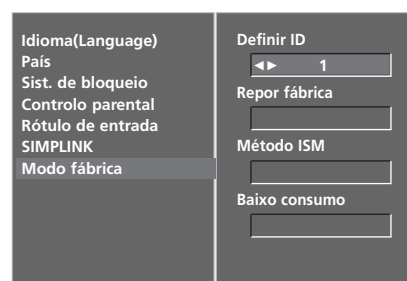 Idioma(Language)
País
Sist. de bloqueio
Controlo parental
Rótulo de entrada
SIMPLINK
Modo fábrica
Definir ID
◄► 1
Repor fábrica
Método ISM
Baixo consumo